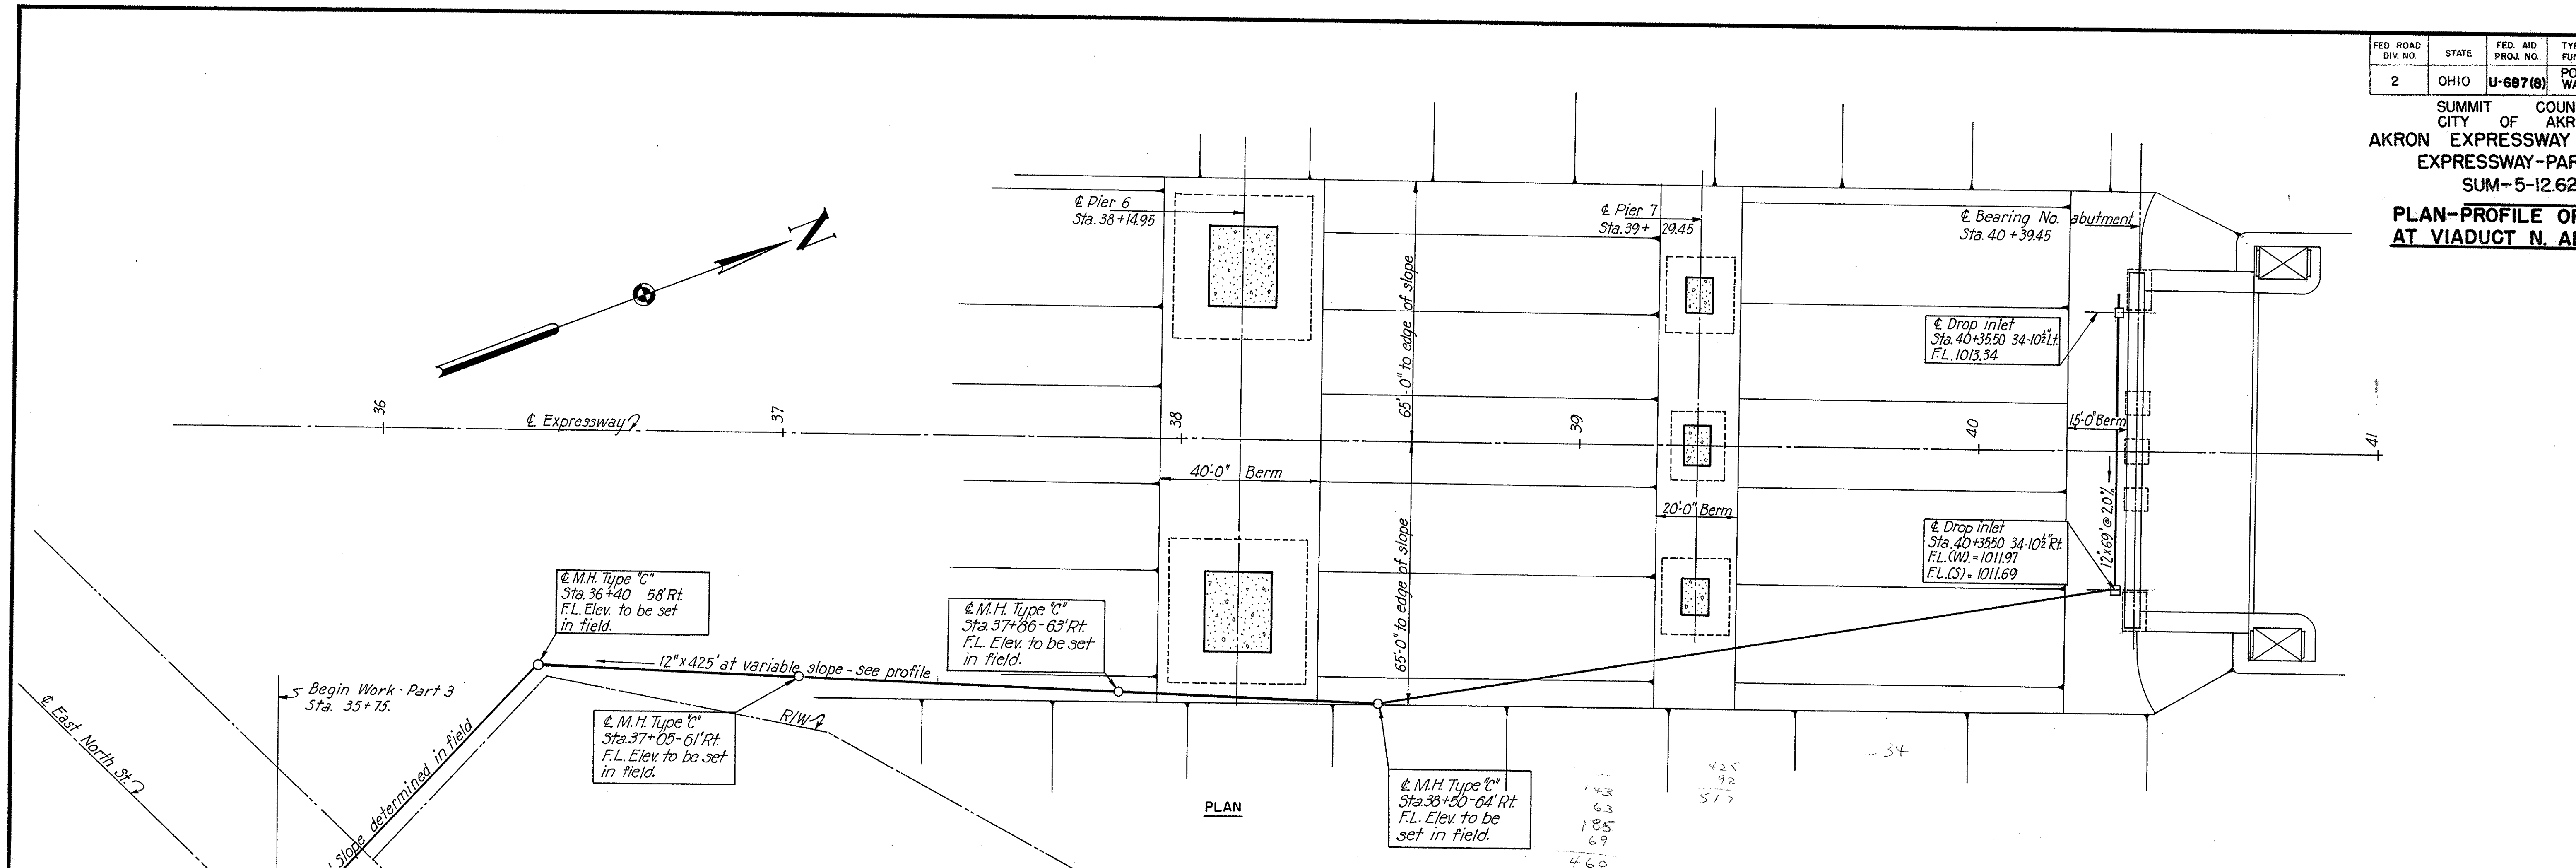 FED ROAD DIV. NO.
STATE
FED. AID PROJ. NO.
2
OHIO
U-687(8)
SUMMIT
CITY OF
AKRON EXPRESSWAY
SUM-5-12.62
PLAN-PROFILE
AT VIADUCT N.
N
℄ Pier 6
Sta. 38+14.95
℄ Pier 7
Sta. 39+ 29.45
℄ Bearing No. abutment
Sta. 40+39.45
65'-0" to edge of slope
℄ Drop inlet
Sta. 40+35.50 34-10½" Lt.
F.L. 1013.34
36
℄ Expressway
37
38
39
40
41
15'-0" Berm
40'-0" Berm
20'-0" Berm
65'-0" to edge of slope
12"x69' @ 2.0%
℄ Drop inlet
Sta. 40+35.50 34-10½" Rt.
F.L.(W.) = 1011.97
F.L.(S) = 1011.69
℄ M.H. Type "C"
Sta. 36+40 58' Rt.
F.L. Elev. to be set
in field.
℄ M.H. Type "C"
Sta. 37+86-63' Rt.
F.L. Elev. to be set
in field.
12"x425' at variable slope - see profile
Begin Work - Part 3
Sta. 35+75.
℄ East North St.
slope determined in field
℄ M.H. Type "C"
Sta. 37+05-61' Rt.
F.L. Elev. to be set
in field.
R/W
PLAN
℄ M.H. Type "C"
Sta 38+50-64' Rt.
F.L. Elev. to be
set in field.
63
185
69
460
425
92
517
-34